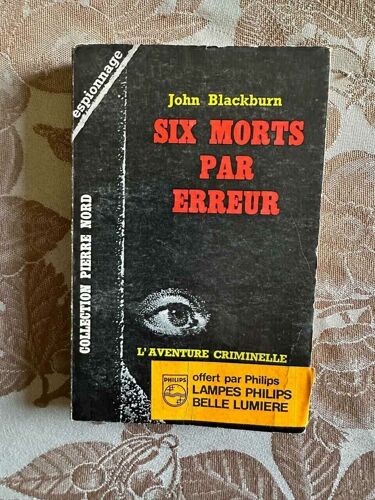 espionnage
John Blackburn
SIX MORTS
PAR
ERREUR
COLLECTION PIERRE NORD
L'AVENTURE CRIMINELLE
PHILIPS
offert par Philips
LAMPES PHILIPS
BELLE LUMIERE